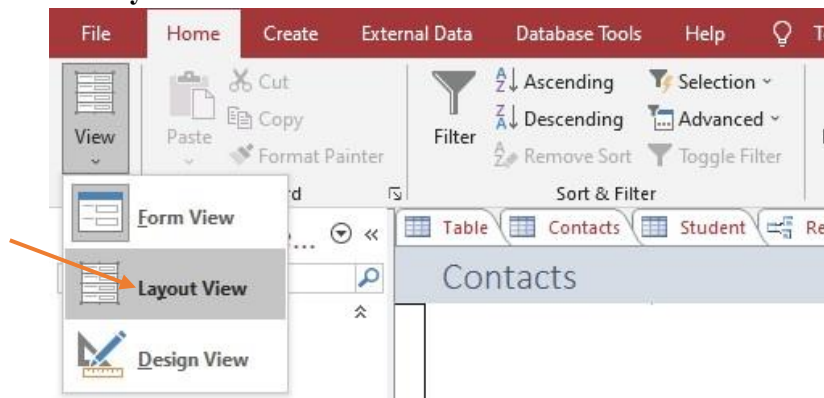 File Home Create External Data Database Tools Help
View Paste Cut Copy Format Painter
Filter Ascending Descending Remove Sort Selection Advanced Toggle Filter
Sort & Filter
Form View
Layout View
Design View
Table Contacts Student
Contacts